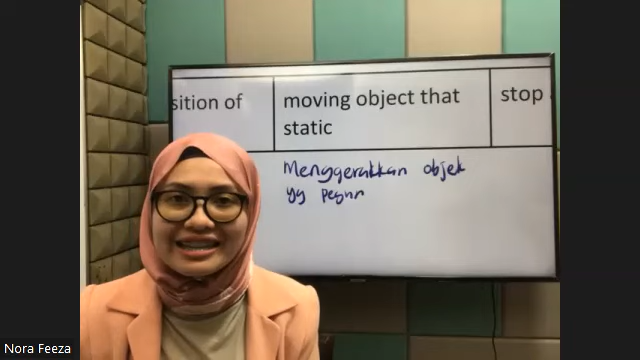 sition of
moving object that
static
stop
Menggerakkan objek
yg pegun
Nora Feeza